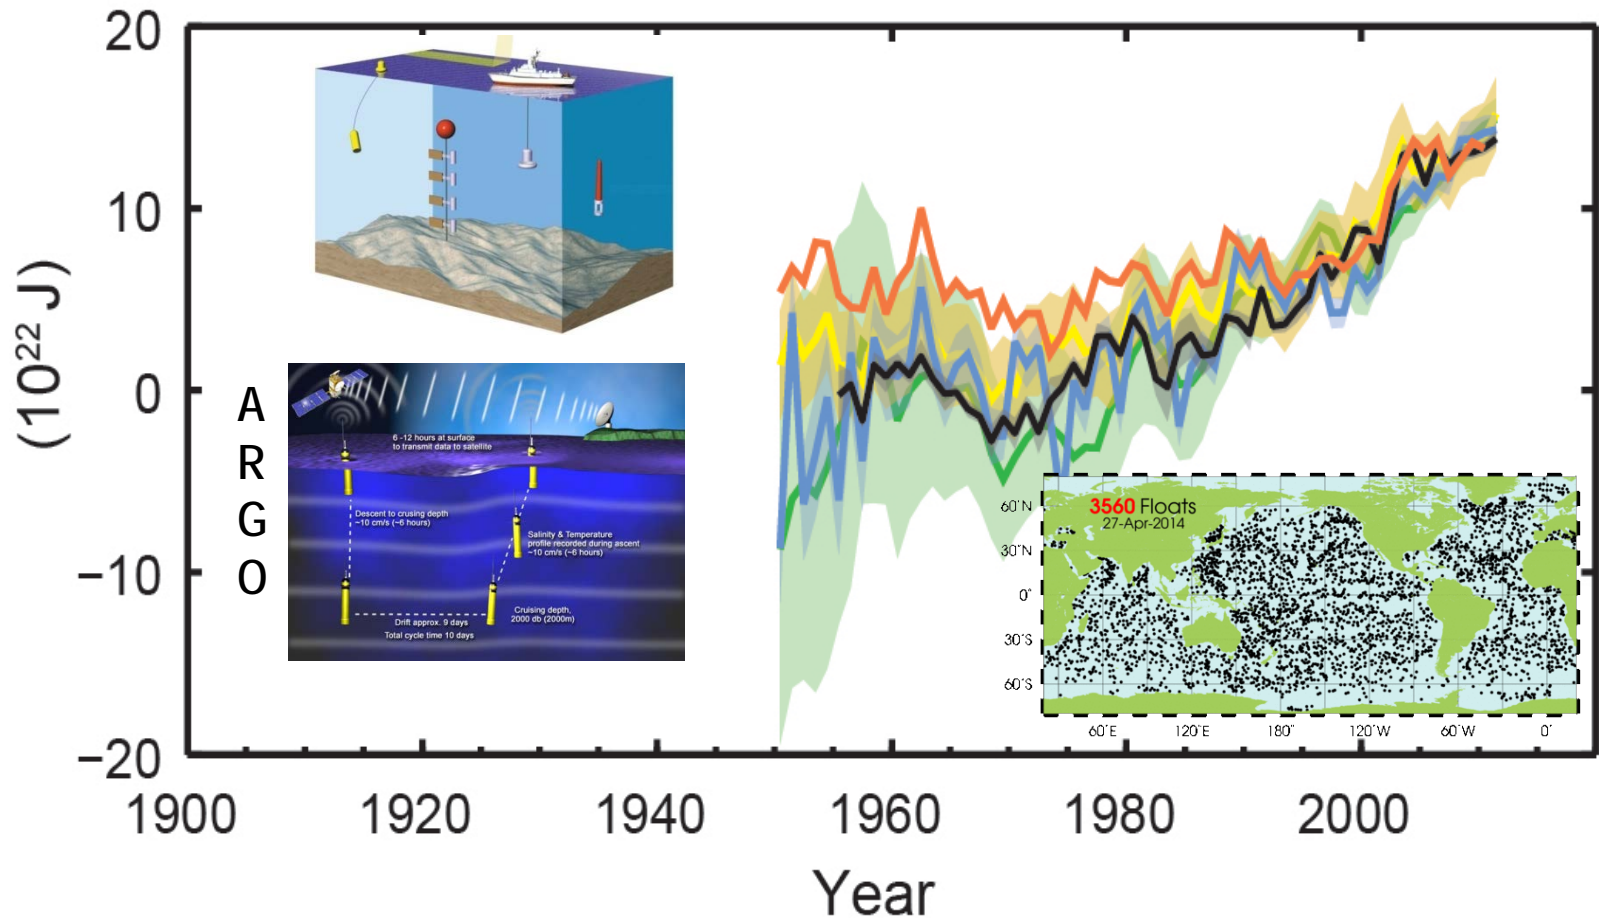 20
10
0
−10
−20
(10²² J)
1900
1920
1940
1960
1980
2000
Year
A
R
G
O
6 -12 hours at surface
to transmit data to satellite
Descent to crusing depth
~10 cm/s (~6 hours)
Salinity & Temperature
profile recorded during ascent
~10 cm/s (~6 hours)
Drift approx. 9 days
Total cycle time 10 days
Cruising depth,
2000 db (2000m)
3560 Floats
27-Apr-2014
60˚N
30˚N
0˚
30˚S
60˚S
60˚E
120˚E
180˚
120˚W
60˚W
0˚